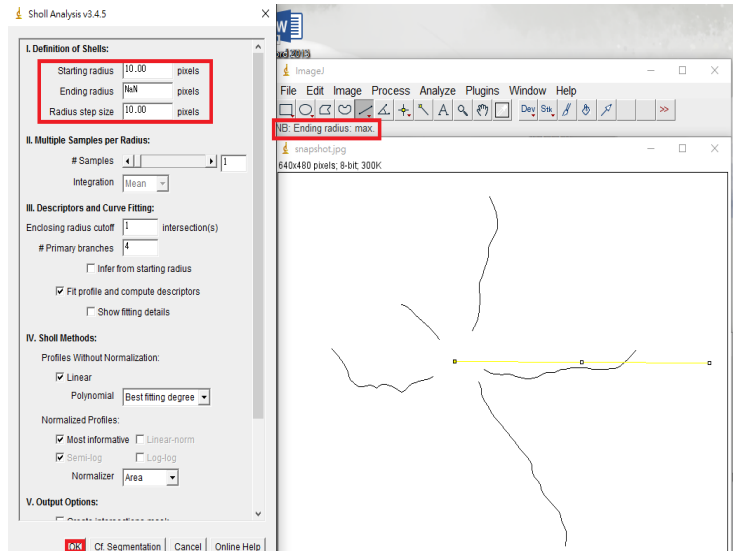 Sholl Analysis v3.4.5
I. Definition of Shells:
Starting radius 10.00 pixels
Ending radius NaN pixels
Radius step size 10.00 pixels
II. Multiple Samples per Radius:
# Samples 1
Integration Mean
III. Descriptors and Curve Fitting:
Enclosing radius cutoff 1 intersection(s)
# Primary branches 4
Infer from starting radius
Fit profile and compute descriptors
Show fitting details
IV. Sholl Methods:
Profiles Without Normalization:
Linear
Polynomial Best fitting degree
Normalized Profiles:
Most informative Linear-norm
Semi-log Log-log
Normalizer Area
V. Output Options:
OK Cf. Segmentation Cancel Online Help
W
ImageJ
File Edit Image Process Analyze Plugins Window Help
A Dev Stk >>
NB: Ending radius: max.
snapshot.jpg
640x480 pixels; 8-bit; 300K